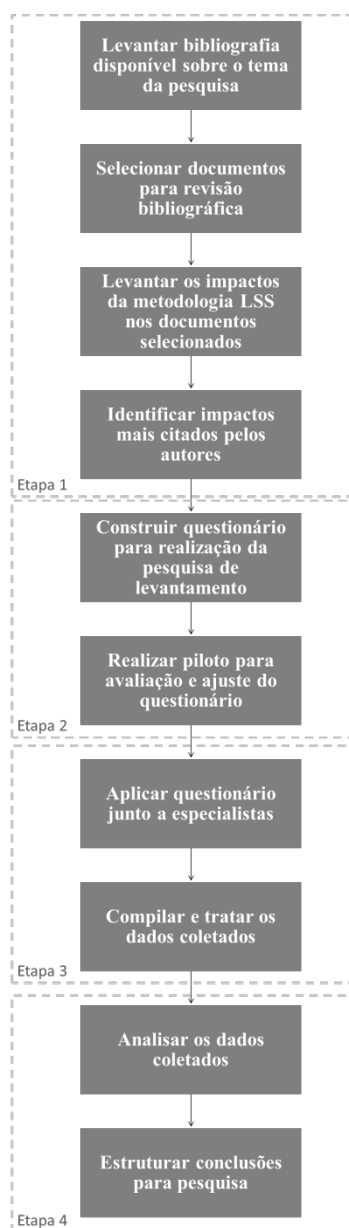 Levantar bibliografia
disponível sobre o tema
da pesquisa
Selecionar documentos
para revisão
bibliográfica
Levantar os impactos
da metodologia LSS
nos documentos
selecionados
Identificar impactos
mais citados pelos
autores
Etapa 1
Construir questionário
para realização da
pesquisa de
levantamento
Realizar piloto para
avaliação e ajuste do
questionário
Etapa 2
Aplicar questionário
junto a especialistas
Compilar e tratar os
dados coletados
Etapa 3
Analisar os dados
coletados
Estruturar conclusões
para pesquisa
Etapa 4